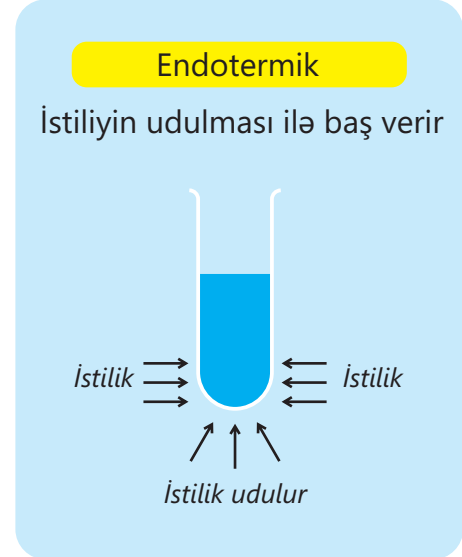 Endotermik
İstiliyin udulması ilə baş verir
İstilik
İstilik
İstilik udulur